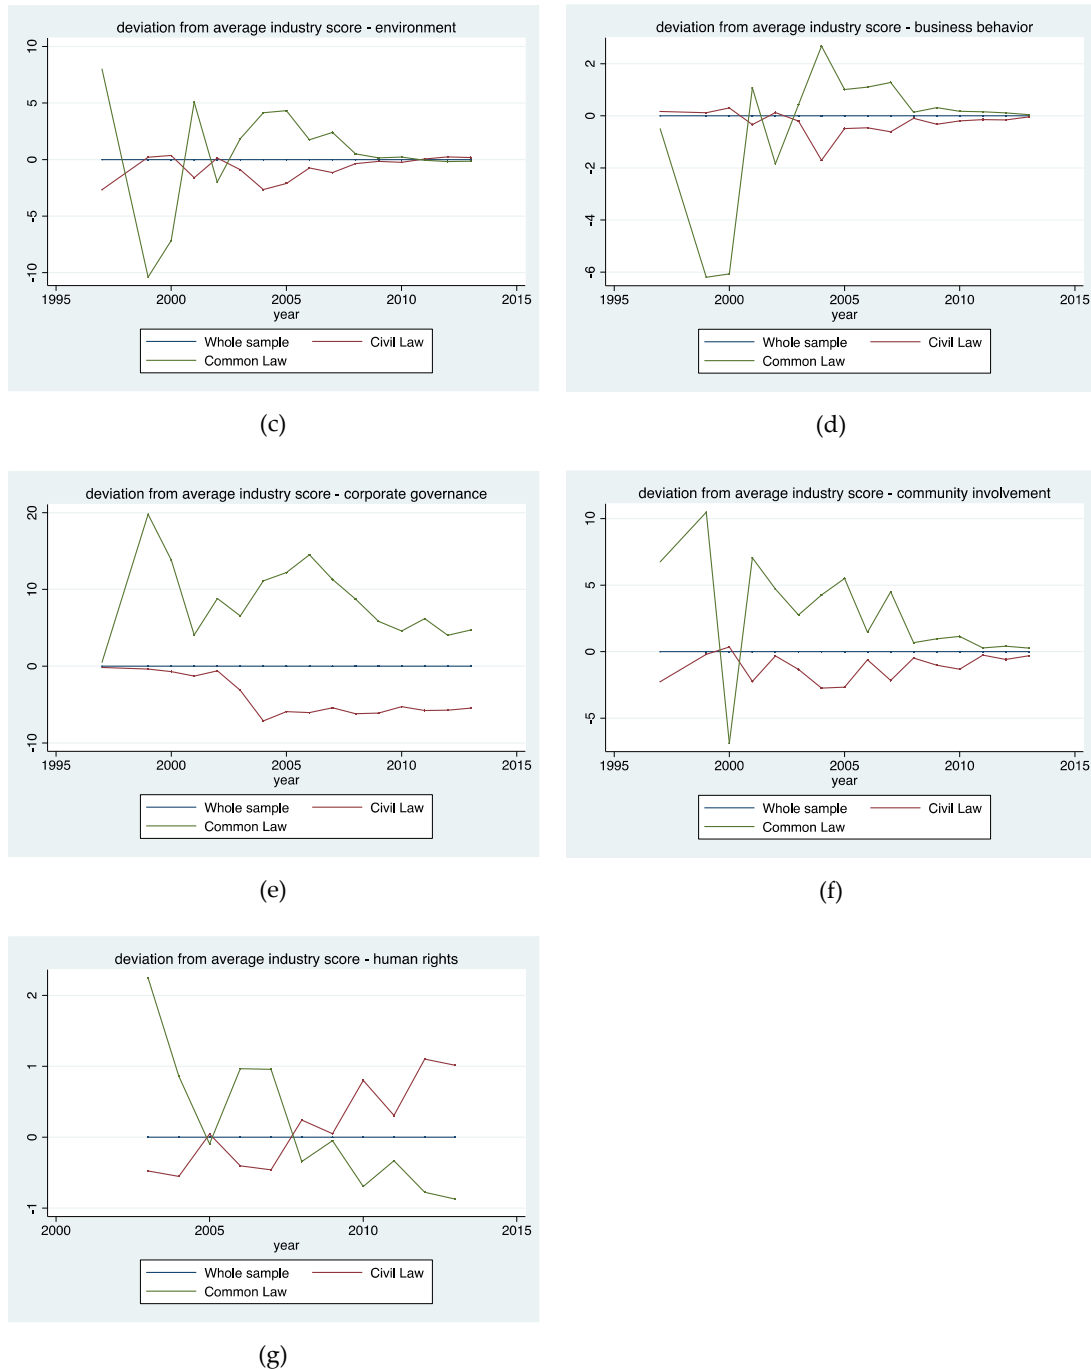 deviation from average industry score - environment
10
5
0
-5
-10
1995 2000 2005 2010 2015
year
Whole sample Civil Law
Common Law
(c)
deviation from average industry score - business behavior
2
0
-2
-4
-6
1995 2000 2005 2010 2015
year
Whole sample Civil Law
Common Law
(d)
deviation from average industry score - corporate governance
20
10
0
-10
1995 2000 2005 2010 2015
year
Whole sample Civil Law
Common Law
(e)
deviation from average industry score - community involvement
10
5
0
-5
1995 2000 2005 2010 2015
year
Whole sample Civil Law
Common Law
(f)
deviation from average industry score - human rights
2
1
0
-1
2000 2005 2010 2015
year
Whole sample Civil Law
Common Law
(g)